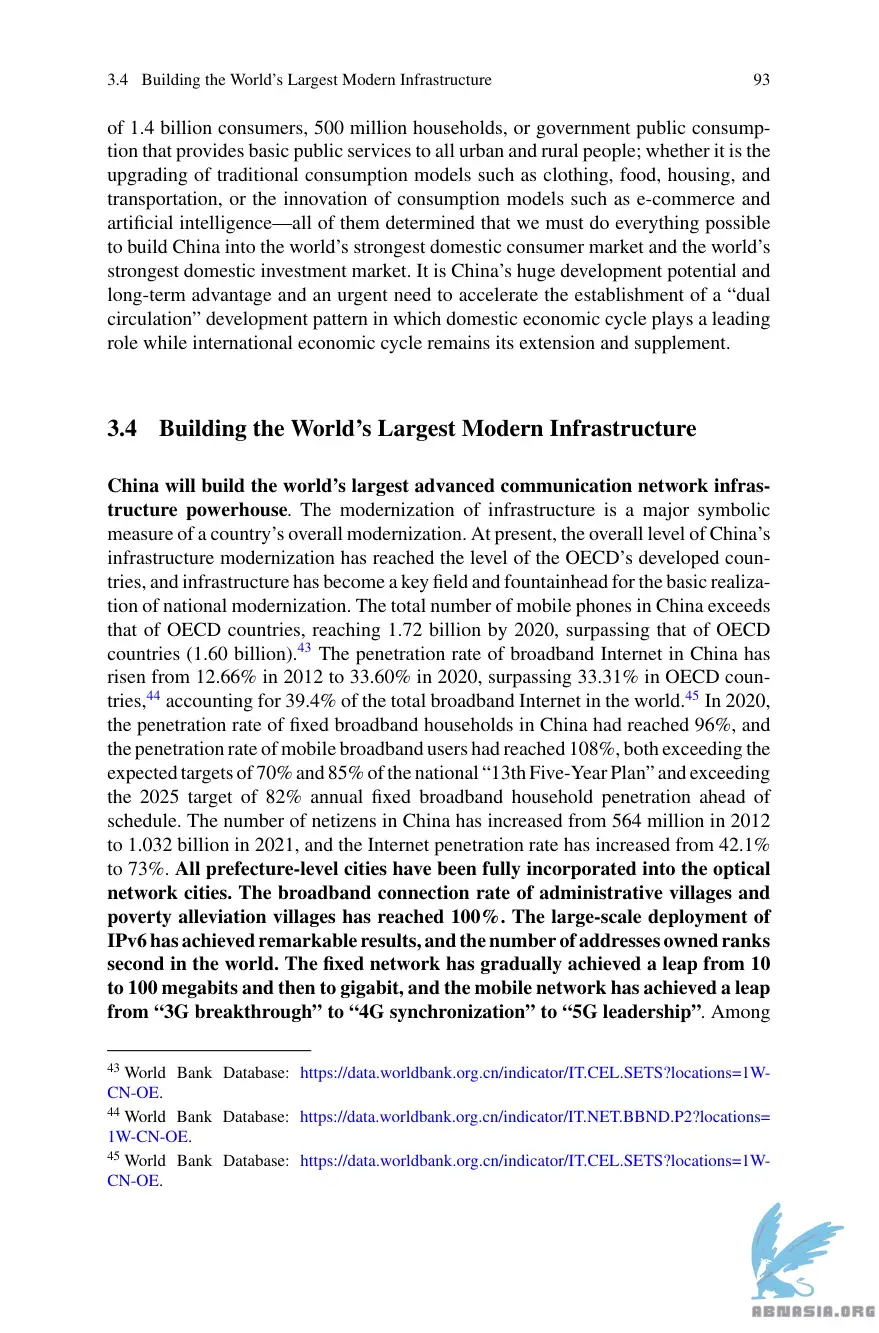 3.4 Building the World’s Largest Modern Infrastructure 93
of 1.4 billion consumers, 500 million households, or government public consump-
tion that provides basic public services to all urban and rural people; whether it is the
upgrading of traditional consumption models such as clothing, food, housing, and
transportation, or the innovation of consumption models such as e-commerce and
artificial intelligence—all of them determined that we must do everything possible
to build China into the world’s strongest domestic consumer market and the world’s
strongest domestic investment market. It is China’s huge development potential and
long-term advantage and an urgent need to accelerate the establishment of a “dual
circulation” development pattern in which domestic economic cycle plays a leading
role while international economic cycle remains its extension and supplement.
3.4 Building the World’s Largest Modern Infrastructure
China will build the world’s largest advanced communication network infras-
tructure powerhouse. The modernization of infrastructure is a major symbolic
measure of a country’s overall modernization. At present, the overall level of China’s
infrastructure modernization has reached the level of the OECD’s developed coun-
tries, and infrastructure has become a key field and fountainhead for the basic realiza-
tion of national modernization. The total number of mobile phones in China exceeds
that of OECD countries, reaching 1.72 billion by 2020, surpassing that of OECD
countries (1.60 billion).43 The penetration rate of broadband Internet in China has
risen from 12.66% in 2012 to 33.60% in 2020, surpassing 33.31% in OECD coun-
tries,44 accounting for 39.4% of the total broadband Internet in the world.45 In 2020,
the penetration rate of fixed broadband households in China had reached 96%, and
the penetration rate of mobile broadband users had reached 108%, both exceeding the
expected targets of 70% and 85% of the national “13th Five-Year Plan” and exceeding
the 2025 target of 82% annual fixed broadband household penetration ahead of
schedule. The number of netizens in China has increased from 564 million in 2012
to 1.032 billion in 2021, and the Internet penetration rate has increased from 42.1%
to 73%. All prefecture-level cities have been fully incorporated into the optical
network cities. The broadband connection rate of administrative villages and
poverty alleviation villages has reached 100%. The large-scale deployment of
IPv6 has achieved remarkable results, and the number of addresses owned ranks
second in the world. The fixed network has gradually achieved a leap from 10
to 100 megabits and then to gigabit, and the mobile network has achieved a leap
from “3G breakthrough” to “4G synchronization” to “5G leadership”. Among
43 World Bank Database: https://data.worldbank.org.cn/indicator/IT.CEL.SETS?locations=1W-
CN-OE.
44 World Bank Database: https://data.worldbank.org.cn/indicator/IT.NET.BBND.P2?locations=
1W-CN-OE.
45 World Bank Database: https://data.worldbank.org.cn/indicator/IT.CEL.SETS?locations=1W-
CN-OE.
ABNASIA.ORG